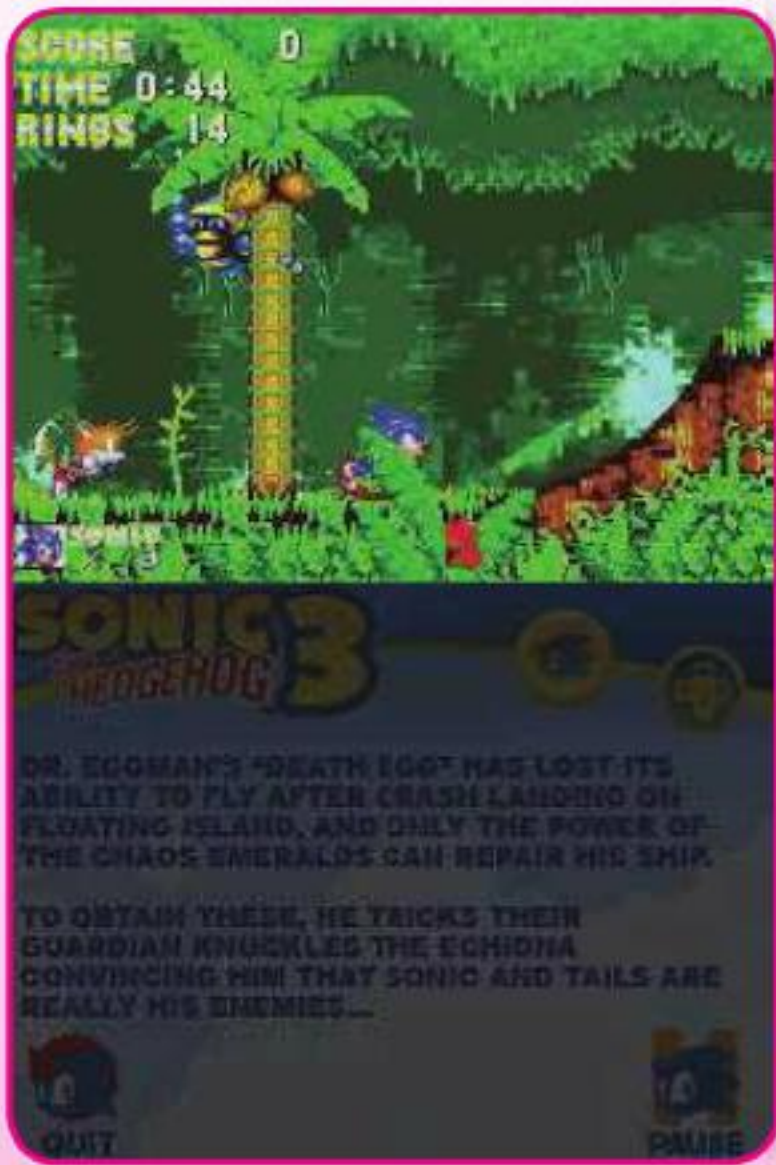 SCORE 0
TIME 0:44
RINGS 14
SONIC
× 3
SONIC 3
THE HEDGEHOG
DR. EGGMAN'S "DEATH EGG" HAS LOST ITS
ABILITY TO FLY AFTER CRASH LANDING ON
FLOATING ISLAND, AND ONLY THE POWER OF
THE CHAOS EMERALDS CAN REPAIR HIS SHIP.
TO OBTAIN THESE, HE TRICKS THEIR
GUARDIAN KNUCKLES THE ECHIDNA
CONVINCING HIM THAT SONIC AND TAILS ARE
REALLY HIS ENEMIES...
QUIT
PAUSE